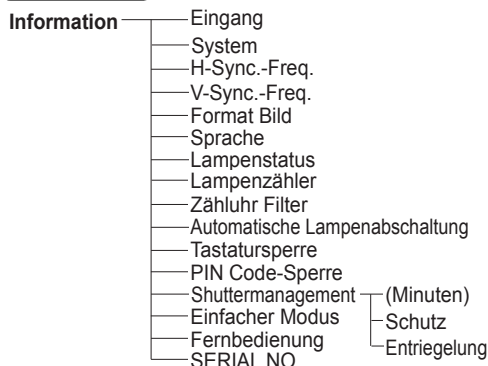 Information
Eingang
System
H-Sync.-Freq.
V-Sync.-Freq.
Format Bild
Sprache
Lampenstatus
Lampenzähler
Zähluhr Filter
Automatische Lampenabschaltung
Tastatursperre
PIN Code-Sperre
Shuttermanagement (Minuten)
Einfacher Modus Schutz
Fernbedienung Entriegelung
SERIAL NO